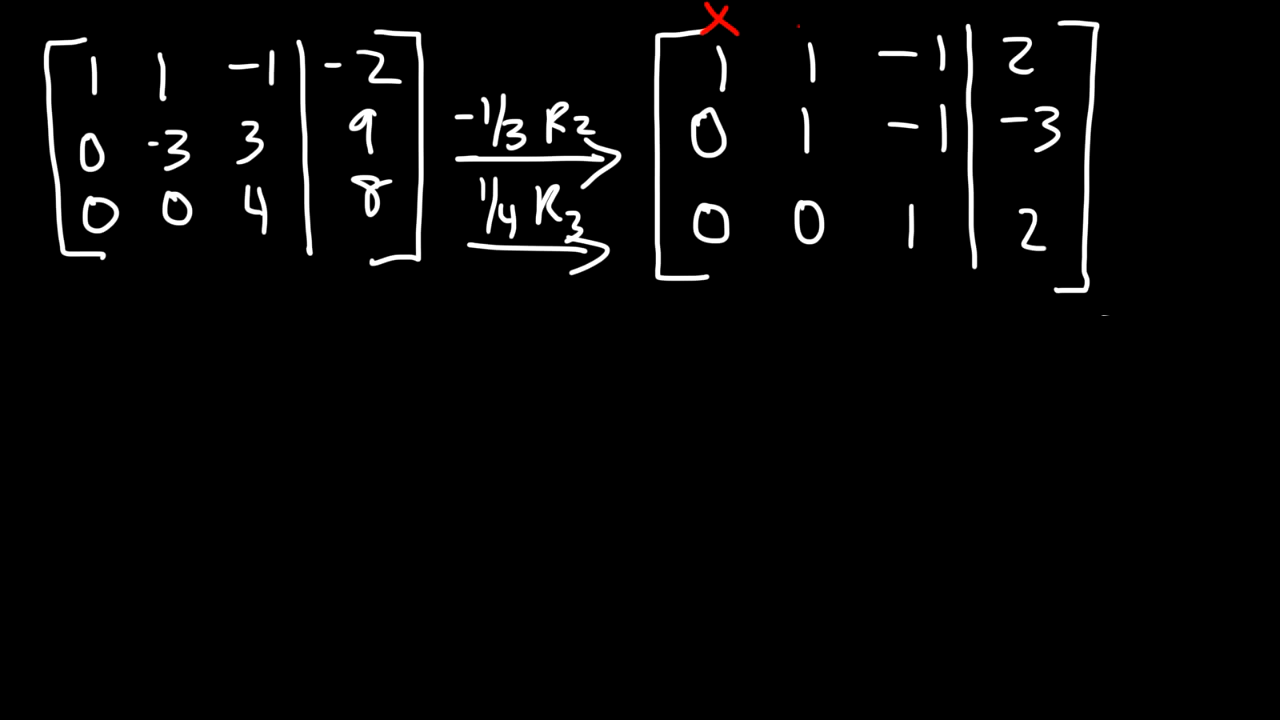 x
1 1 -1 | -2 -1/3 R2 1 1 -1 | 2
0 -3 3 | 9 1/4 R3 0 1 -1 | -3
0 0 4 | 8 0 0 1 | 2